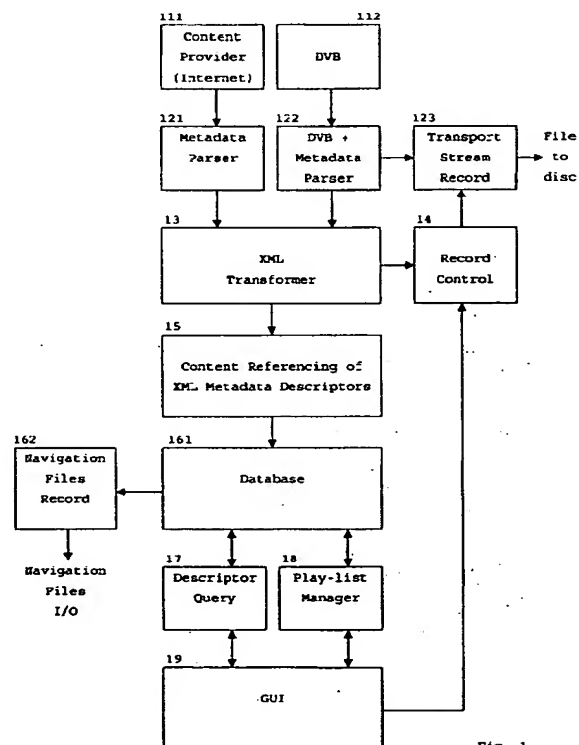 111
112
Content
Provider
(Internet)
DVB
121
122
123
Metadata
Parser
DVB +
Metadata
Parser
Transport
Stream
Record
File
to
disc
13
14
XML
Transformer
Record
Control
15
Content Referencing of
XML Metadata Descriptors
162
161
Navigation
Files
Record
Database
Navigation
Files
I/O
17
18
Descriptor
Query
Play-list
Manager
19
GUI
Fig. 1